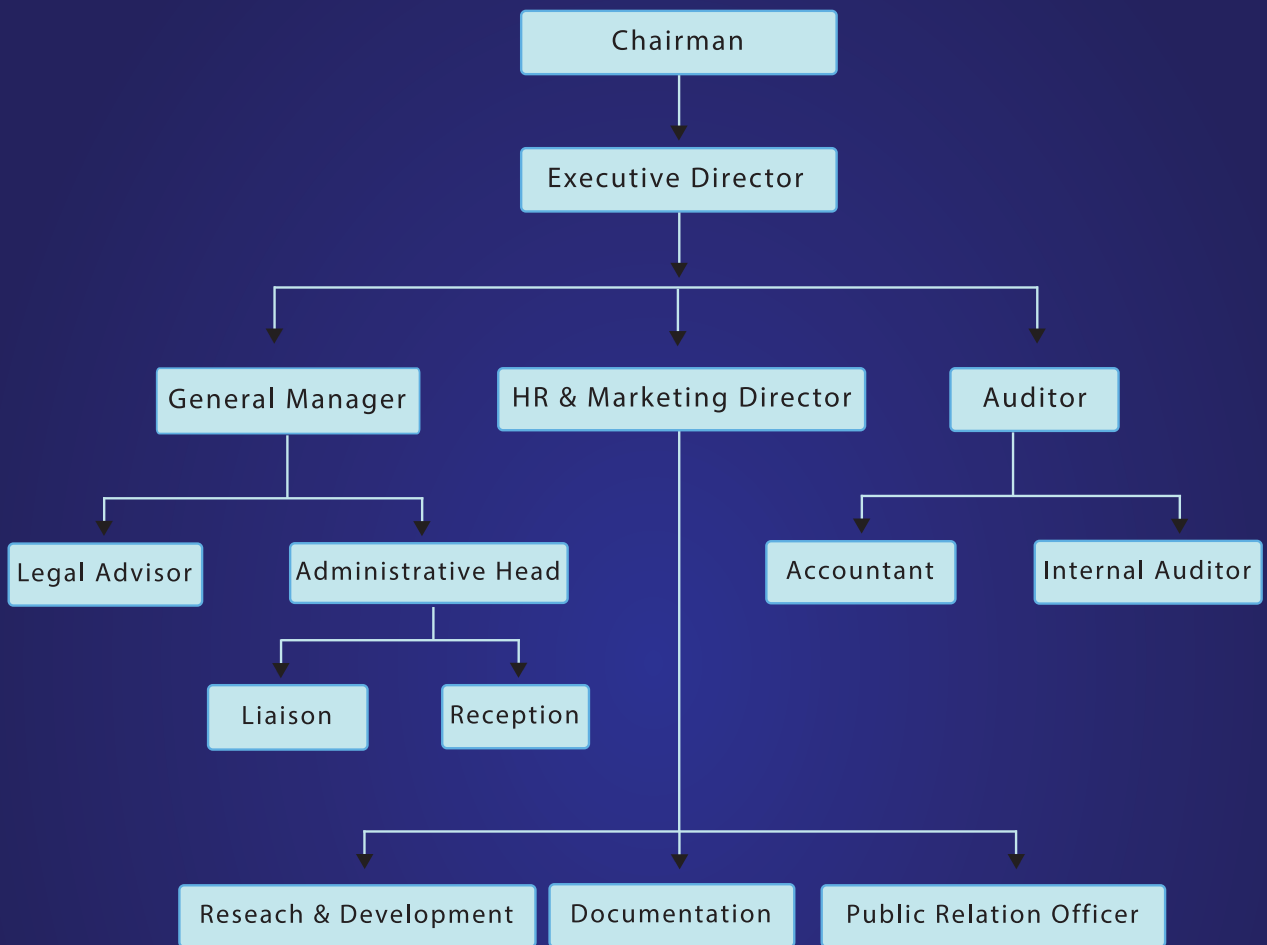 Chairman
Executive Director
General Manager
HR & Marketing Director
Auditor
Legal Advisor
Administrative Head
Accountant
Internal Auditor
Liaison
Reception
Reseach & Development
Documentation
Public Relation Officer